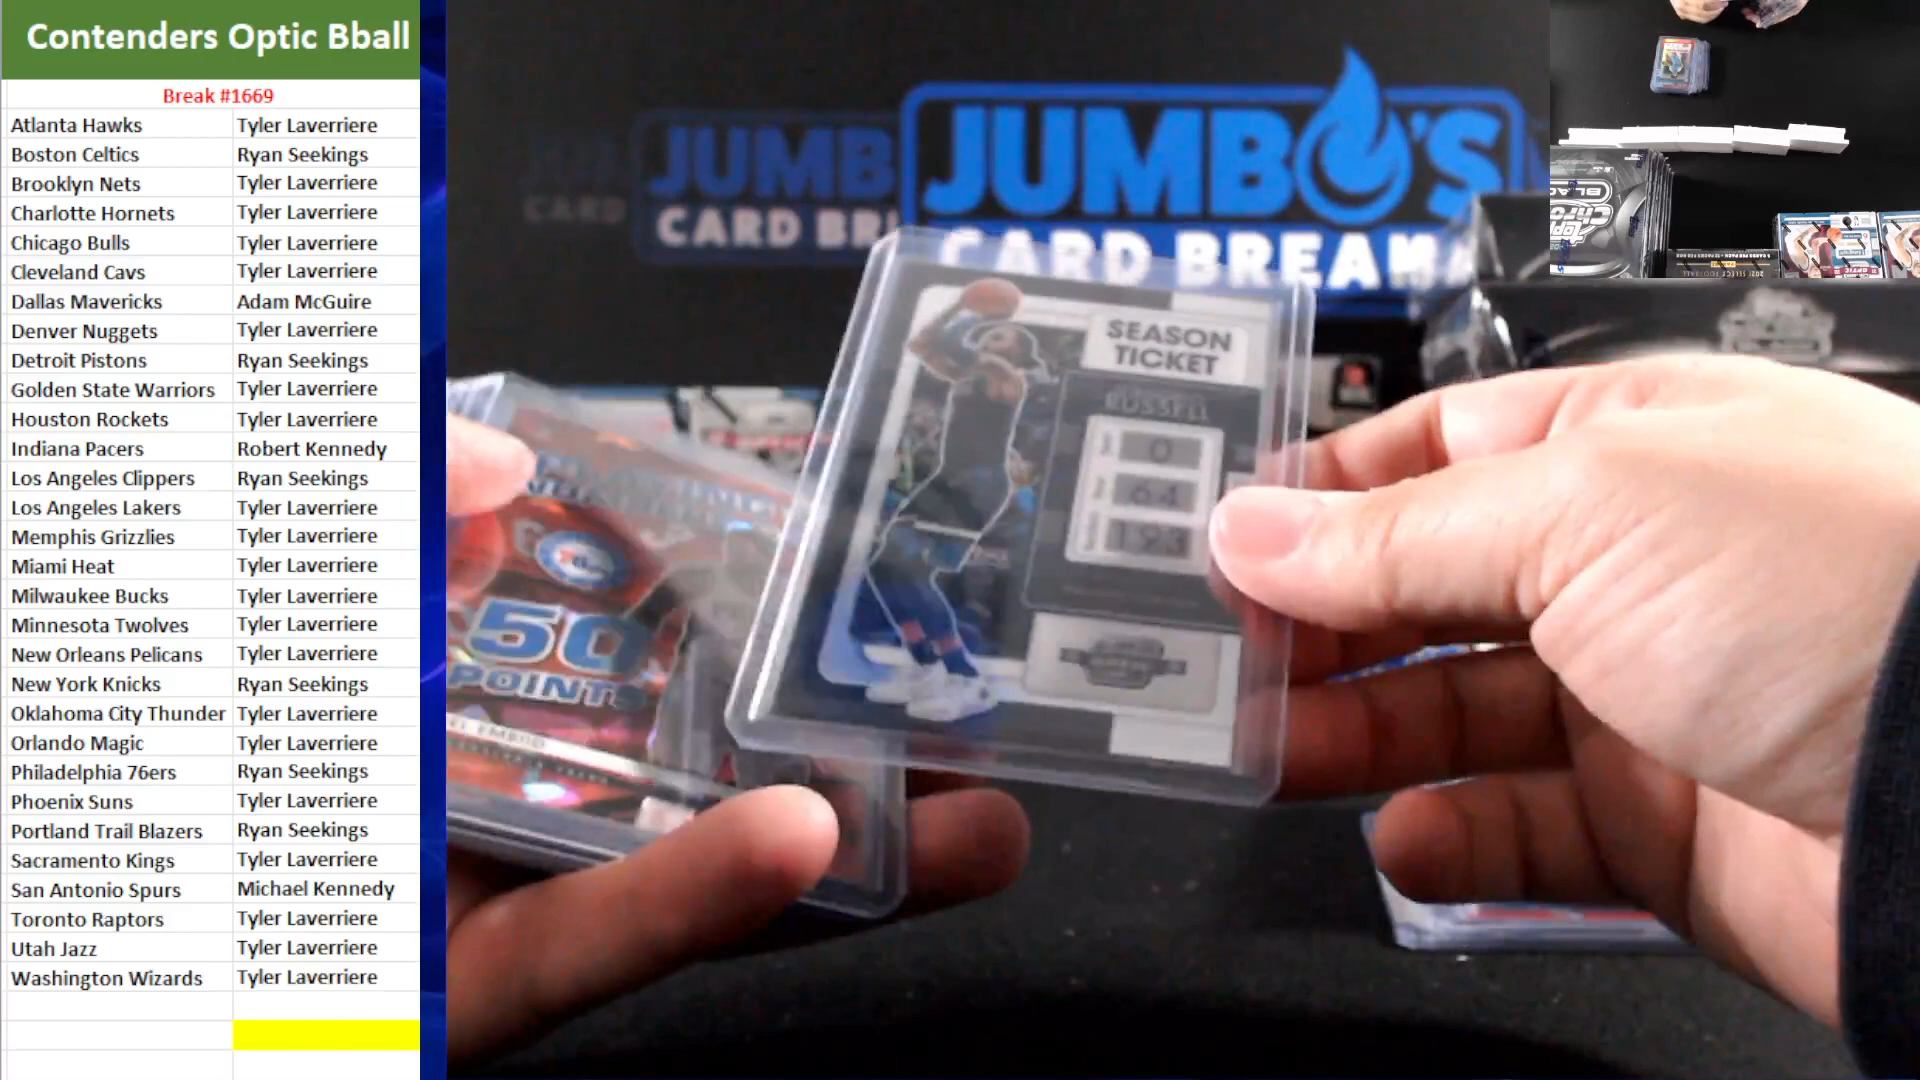 Contenders Optic Bball
Break #1669
Atlanta Hawks Tyler Laverriere
Boston Celtics Ryan Seekings
Brooklyn Nets Tyler Laverriere
Charlotte Hornets Tyler Laverriere
Chicago Bulls Tyler Laverriere
Cleveland Cavs Tyler Laverriere
Dallas Mavericks Adam McGuire
Denver Nuggets Tyler Laverriere
Detroit Pistons Ryan Seekings
Golden State Warriors Tyler Laverriere
Houston Rockets Tyler Laverriere
Indiana Pacers Robert Kennedy
Los Angeles Clippers Ryan Seekings
Los Angeles Lakers Tyler Laverriere
Memphis Grizzlies Tyler Laverriere
Miami Heat Tyler Laverriere
Milwaukee Bucks Tyler Laverriere
Minnesota Twolves Tyler Laverriere
New Orleans Pelicans Tyler Laverriere
New York Knicks Ryan Seekings
Oklahoma City Thunder Tyler Laverriere
Orlando Magic Tyler Laverriere
Philadelphia 76ers Ryan Seekings
Phoenix Suns Tyler Laverriere
Portland Trail Blazers Ryan Seekings
Sacramento Kings Tyler Laverriere
San Antonio Spurs Michael Kennedy
Toronto Raptors Tyler Laverriere
Utah Jazz Tyler Laverriere
Washington Wizards Tyler Laverriere
JUMB
CARD BR
JUMBO'S
CARD BREAK
SEASON
TICKET
RUSSELL
0
64
193
50
POINTS
EMBIID